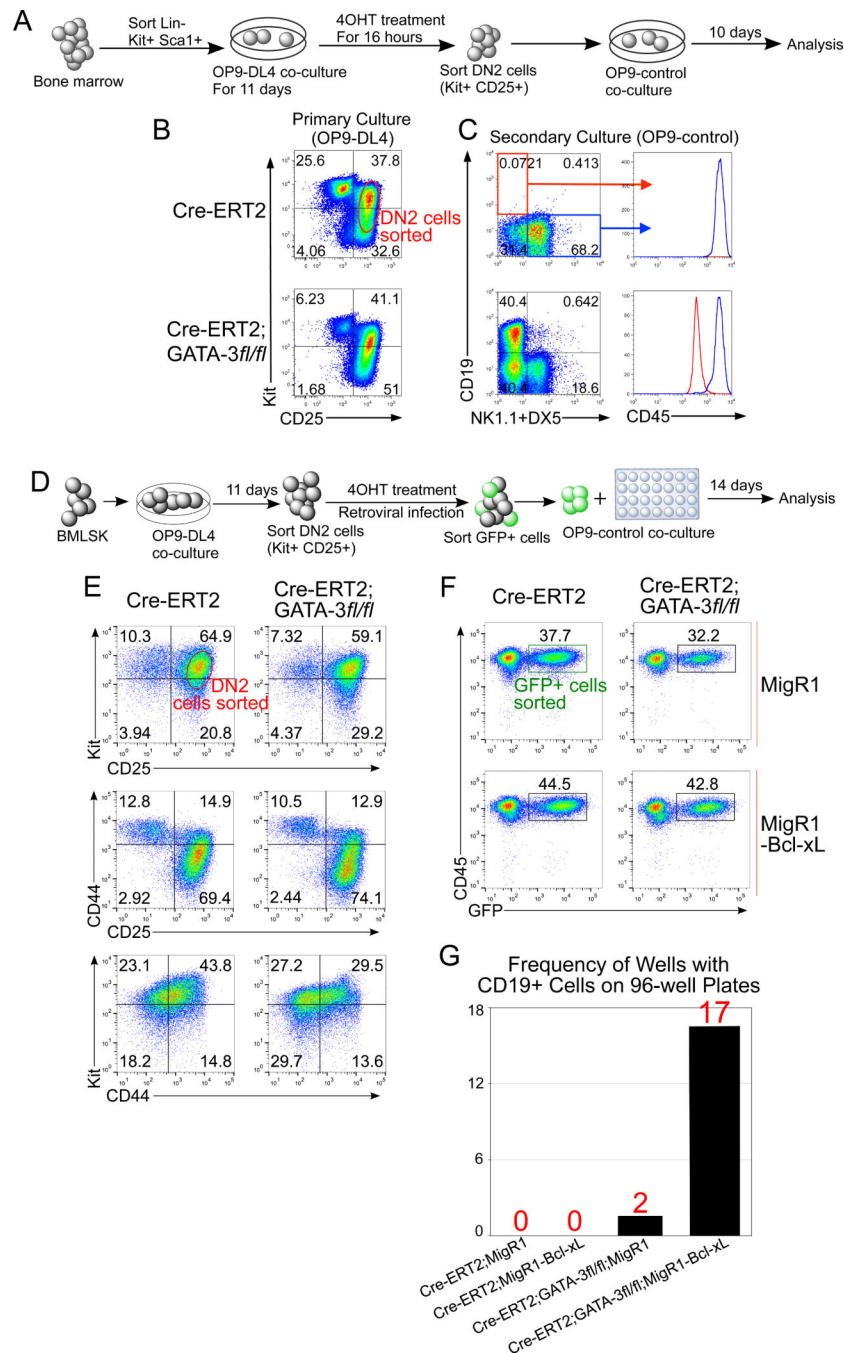 A
Sort Lin-
Kit+ Sca1+
4OHT treatment
For 16 hours
10 days
Analysis
Bone marrow
OP9-DL4 co-culture
For 11 days
Sort DN2 cells
(Kit+ CD25+)
OP9-control
co-culture
B
Primary Culture
(OP9-DL4)
C
Secondary Culture (OP9-control)
Cre-ERT2
25.6
37.8
DN2 cells
sorted
4.06
32.6
0.0721
0.413
31.4
68.2
Cre-ERT2;
GATA-3fl/fl
6.23
41.1
1.68
51
40.4
0.642
40.4
18.6
Kit
CD25
CD19
NK1.1+DX5
CD45
D
11 days
4OHT treatment
Retroviral infection
14 days
Analysis
BMLSK
OP9-DL4
co-culture
Sort DN2 cells
(Kit+ CD25+)
Sort GFP+ cells
+
OP9-control co-culture
E
Cre-ERT2
Cre-ERT2;
GATA-3fl/fl
10.3
64.9
7.32
59.1
DN2
cells sorted
3.94
20.8
4.37
29.2
Kit
CD25
12.8
14.9
10.5
12.9
2.92
69.4
2.44
74.1
CD44
CD25
23.1
43.8
27.2
29.5
18.2
14.8
29.7
13.6
Kit
CD44
F
Cre-ERT2
Cre-ERT2;
GATA-3fl/fl
37.7
32.2
GFP+ cells
sorted
MigR1
44.5
42.8
MigR1
-Bcl-xL
CD45
GFP
G
Frequency of Wells with
CD19+ Cells on 96-well Plates
18
12
6
0
0
0
2
17
Cre-ERT2;MigR1
Cre-ERT2;MigR1-Bcl-xL
Cre-ERT2;GATA-3fl/fl;MigR1
Cre-ERT2;GATA-3fl/fl;MigR1-Bcl-xL